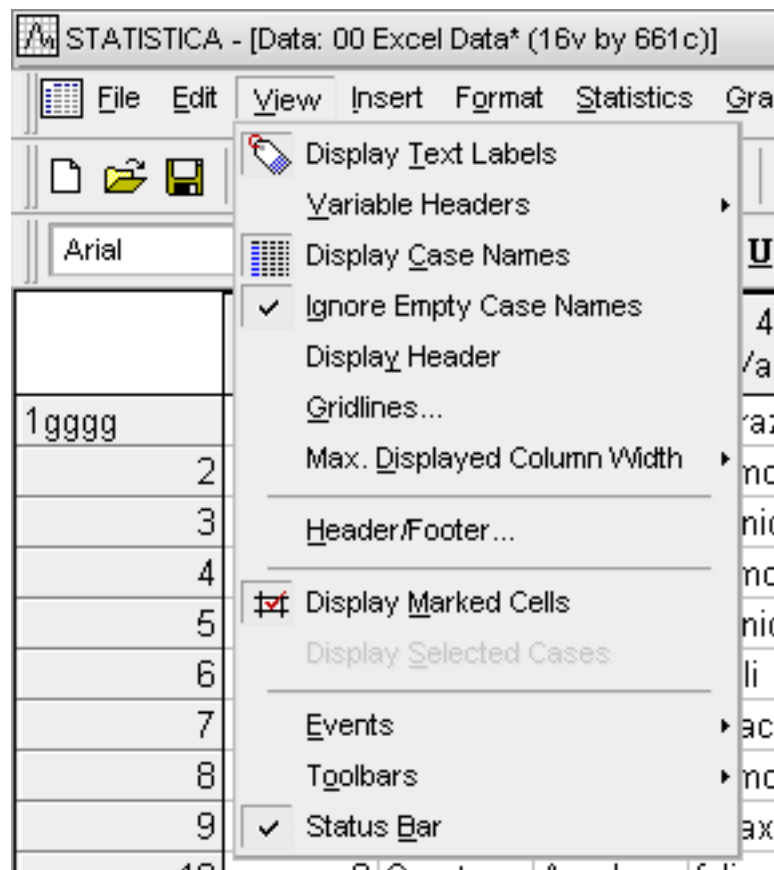 STATISTICA - [Data: 00 Excel Data* (16v by 661c)]
File Edit View Insert Format Statistics Gra
Display Text Labels
Variable Headers
Arial Display Case Names U
Ignore Empty Case Names 4
Display Header
Gridlines...
1gggg
Max. Displayed Column Width
2
3
Header/Footer...
4
Display Marked Cells
5
Display Selected Cases
6
7
Events
8
Toolbars
9
Status Bar